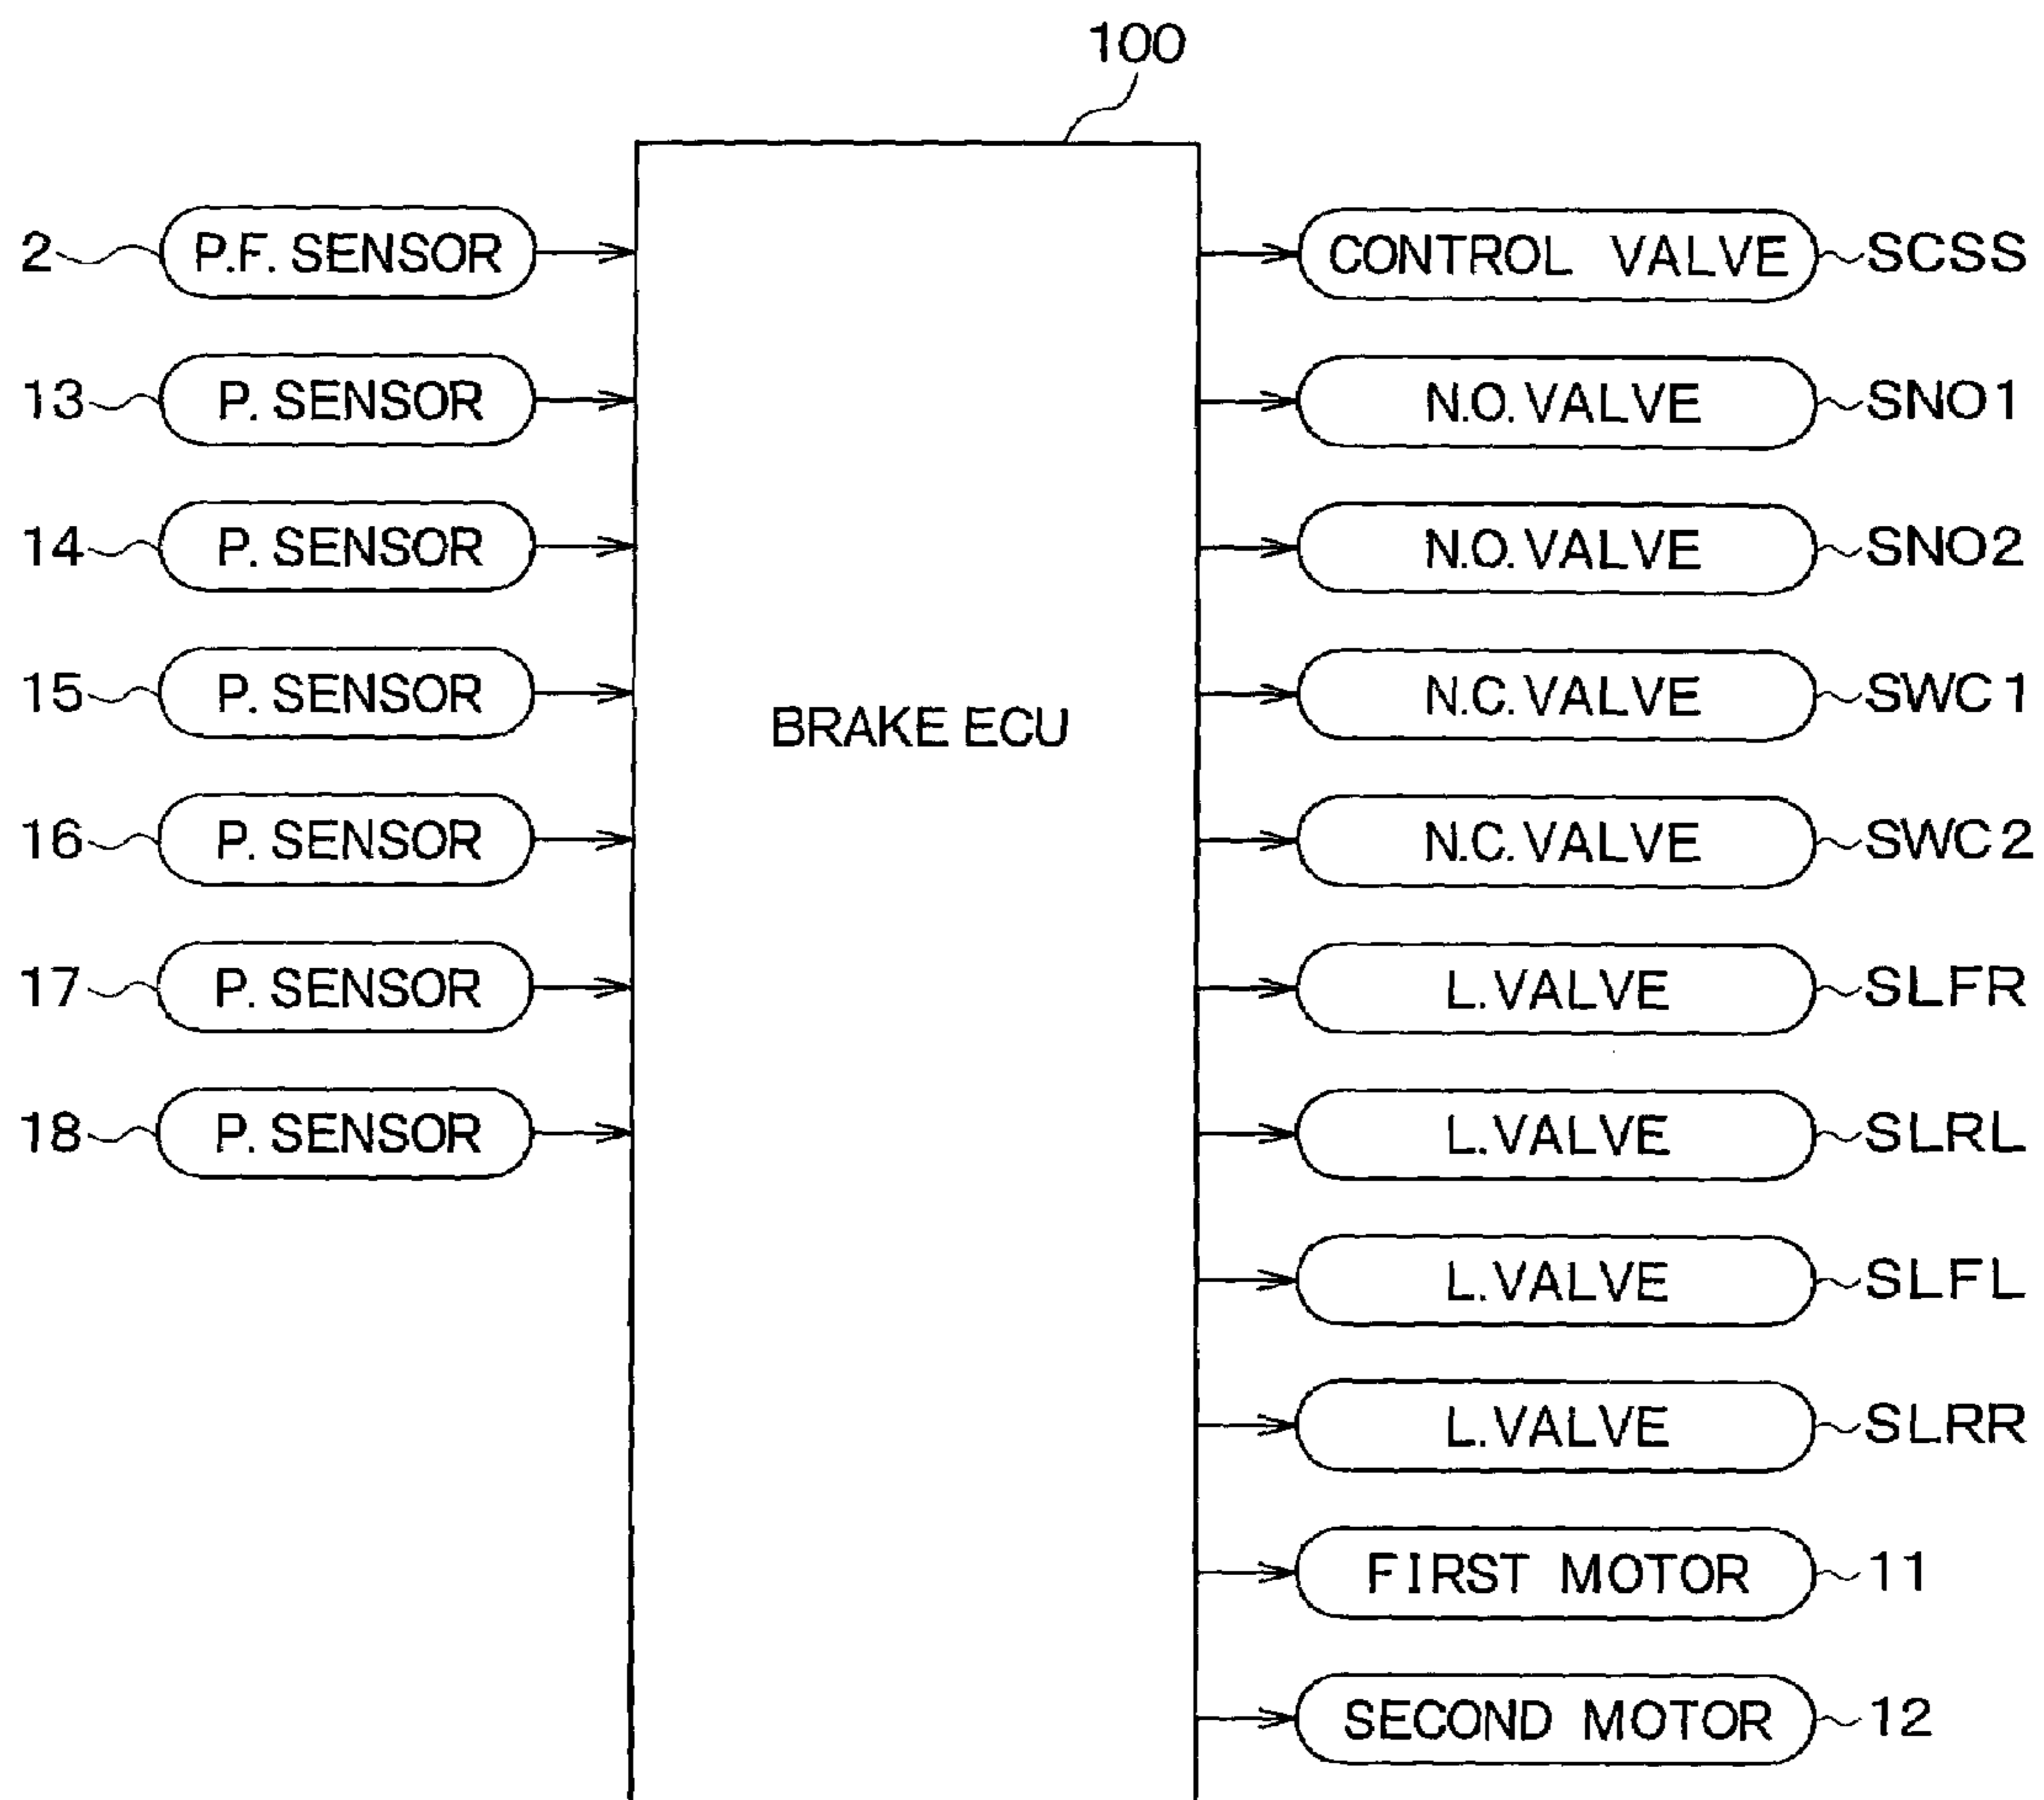 100
2 P.F. SENSOR
13 P. SENSOR
14 P. SENSOR
15 P. SENSOR
16 P. SENSOR
17 P. SENSOR
18 P. SENSOR
BRAKE ECU
CONTROL VALVE SCSS
N.O. VALVE SNO1
N.O. VALVE SNO2
N.C. VALVE SWC1
N.C. VALVE SWC2
L. VALVE SLFR
L. VALVE SLRL
L. VALVE SLFL
L. VALVE SLRR
FIRST MOTOR 11
SECOND MOTOR 12